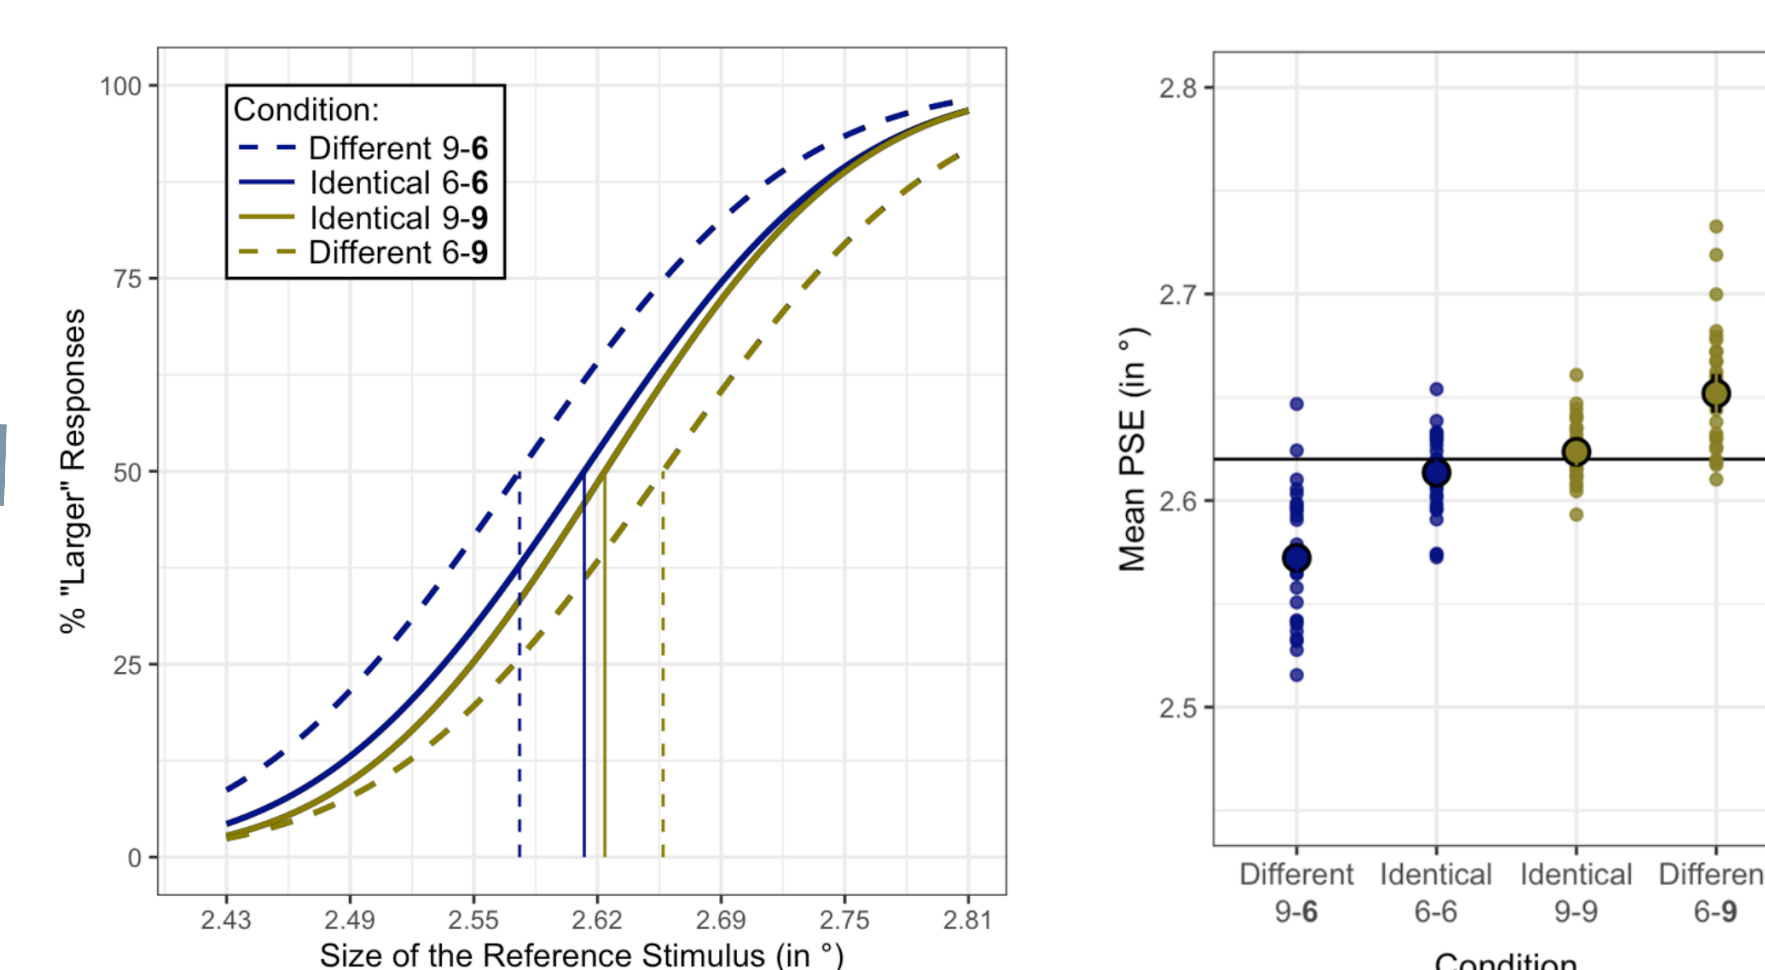 100
75
50
25
0
% "Larger" Responses
Condition:
Different 9-6
Identical 6-6
Identical 9-9
Different 6-9
2.43 2.49 2.55 2.62 2.69 2.75 2.81
Size of the Reference Stimulus (in °)
2.8
2.7
2.6
2.5
Mean PSE (in °)
Different Identical Identical Differen
9-6 6-6 9-9 6-9
Condition